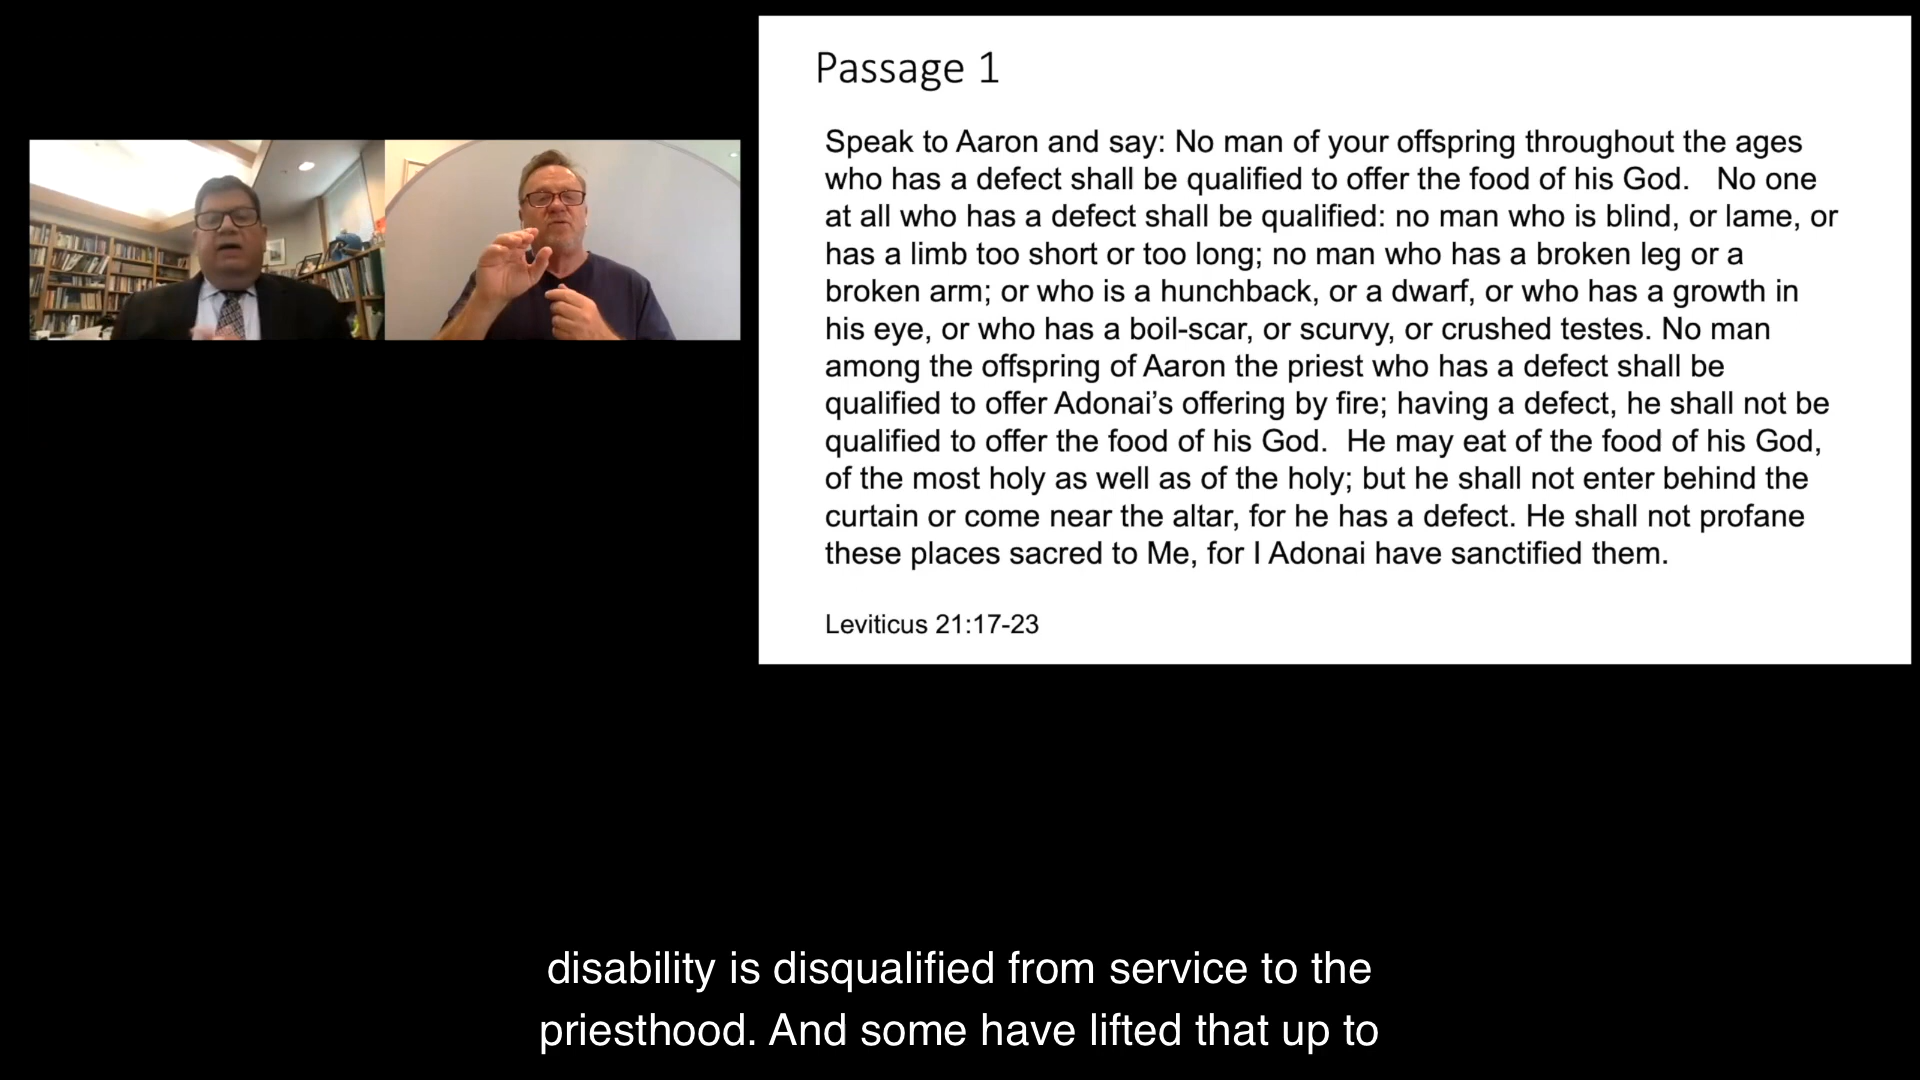 Passage 1
Speak to Aaron and say: No man of your offspring throughout the ages
who has a defect shall be qualified to offer the food of his God.   No one
at all who has a defect shall be qualified: no man who is blind, or lame, or
has a limb too short or too long; no man who has a broken leg or a
broken arm; or who is a hunchback, or a dwarf, or who has a growth in
his eye, or who has a boil-scar, or scurvy, or crushed testes. No man
among the offspring of Aaron the priest who has a defect shall be
qualified to offer Adonai’s offering by fire; having a defect, he shall not be
qualified to offer the food of his God.  He may eat of the food of his God,
of the most holy as well as of the holy; but he shall not enter behind the
curtain or come near the altar, for he has a defect. He shall not profane
these places sacred to Me, for I Adonai have sanctified them.
Leviticus 21:17-23
disability is disqualified from service to the
priesthood. And some have lifted that up to